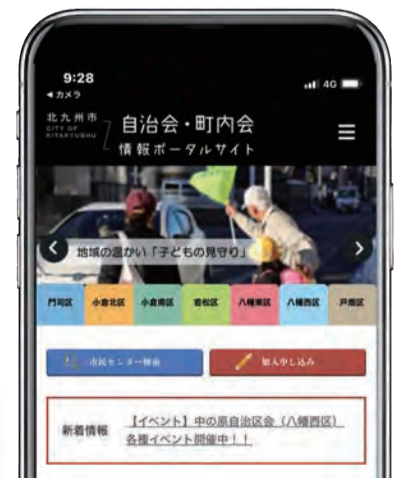 9:28
4G
◀カメラ
北九州市
CITY OF
KITAKYUSHU
自治会・町内会
情報ポータルサイト
地域の温かい「子どもの見守り」
門司区 小倉北区 小倉南区 若松区 八幡東区 八幡西区 戸畑区
市民センター検索 加入申し込み
新着情報
【イベント】中の原自治区会（八幡西区）
各種イベント開催中！！